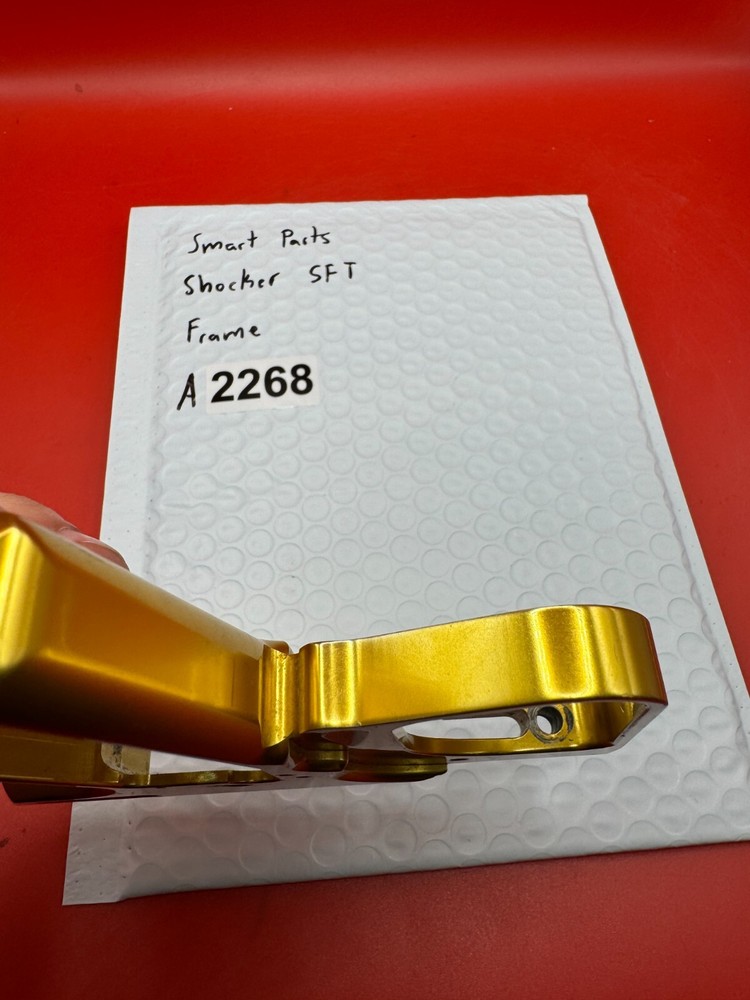 Smart Parts
Shocker SFT
Frame
A 2268